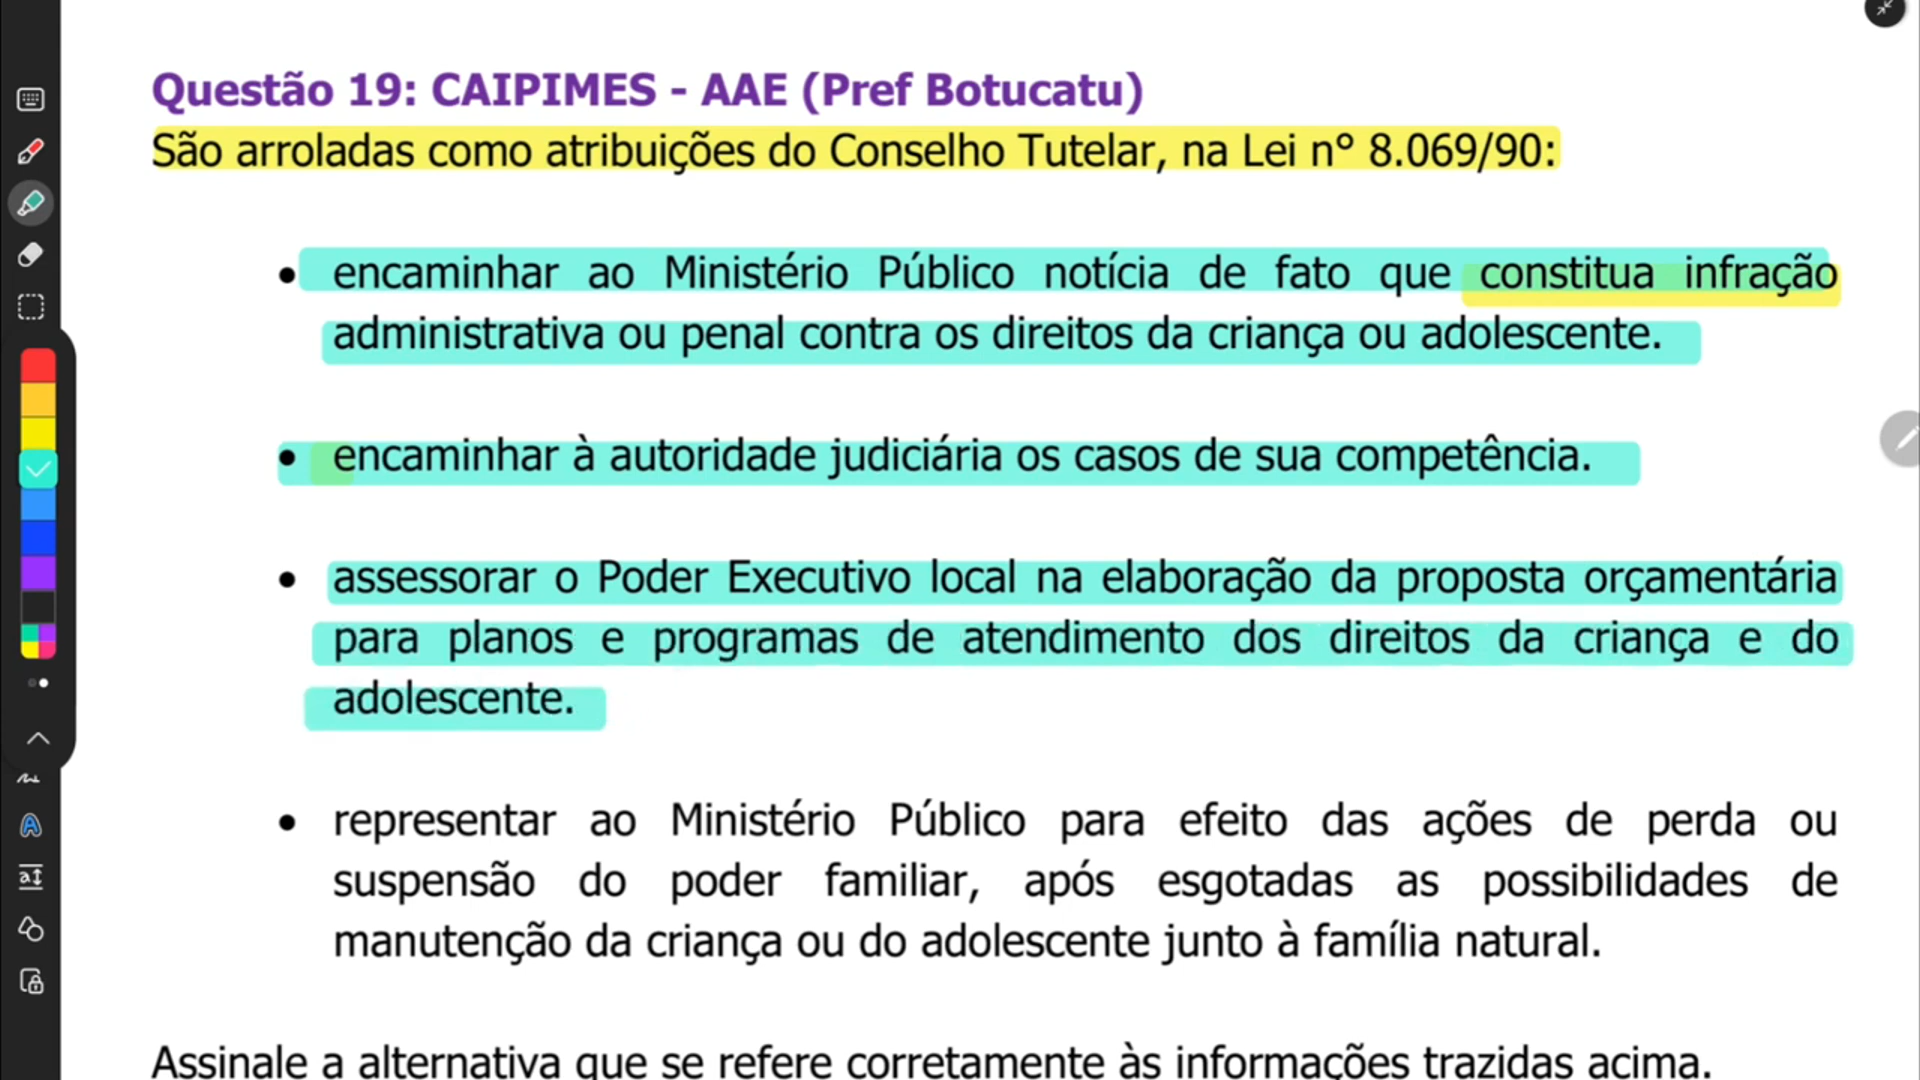 Questão 19: CAIPIMES - AAE (Pref Botucatu)
São arroladas como atribuições do Conselho Tutelar, na Lei n° 8.069/90:
• encaminhar ao Ministério Público notícia de fato que constitua infração
administrativa ou penal contra os direitos da criança ou adolescente.
• encaminhar à autoridade judiciária os casos de sua competência.
• assessorar o Poder Executivo local na elaboração da proposta orçamentária
para planos e programas de atendimento dos direitos da criança e do
adolescente.
• representar ao Ministério Público para efeito das ações de perda ou
suspensão do poder familiar, após esgotadas as possibilidades de
manutenção da criança ou do adolescente junto à família natural.
Assinale a alternativa que se refere corretamente às informações trazidas acima.